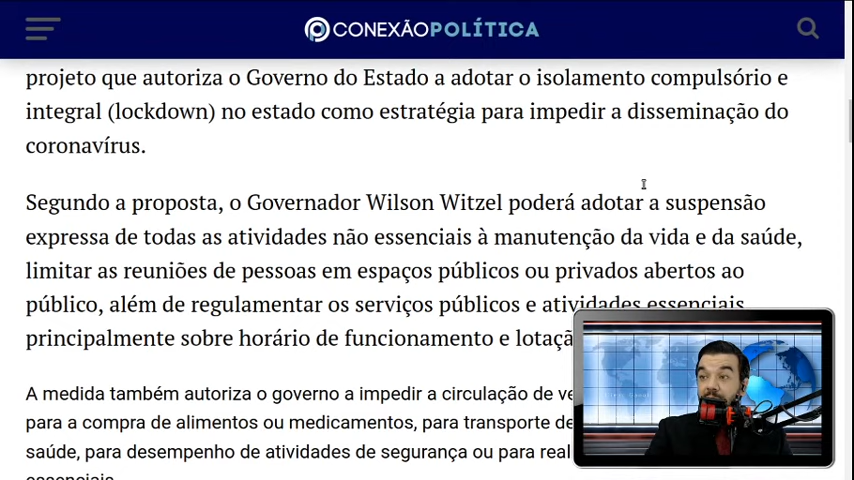 CONEXÃOPOLÍTICA
projeto que autoriza o Governo do Estado a adotar o isolamento compulsório e
integral (lockdown) no estado como estratégia para impedir a disseminação do
coronavírus.
Segundo a proposta, o Governador Wilson Witzel poderá adotar a suspensão
expressa de todas as atividades não essenciais à manutenção da vida e da saúde,
limitar as reuniões de pessoas em espaços públicos ou privados abertos ao
público, além de regulamentar os serviços públicos e atividades essenciais
principalmente sobre horário de funcionamento e
A medida também autoriza o governo a impedir a circulação de
para a compra de alimentos ou medicamentos, para transporte
saúde, para desempenho de atividades de segurança ou para
essenciais